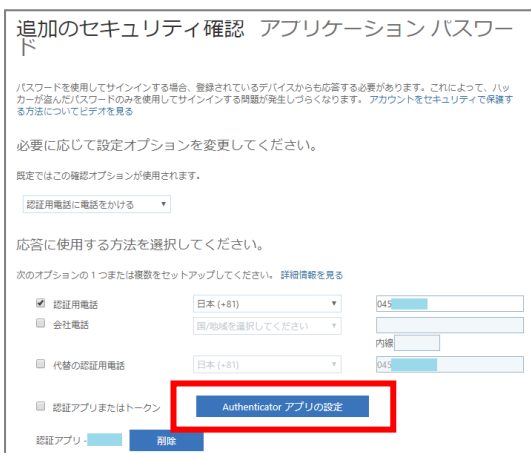 追加のセキュリティ確認 アプリケーション パスワー
ド
パスワードを使用してサインインする場合、登録されているデバイスからも応答する必要があります。これによって、ハッ
カーが盗んだパスワードのみを使用してサインインする問題が発生しづらくなります。 アカウントをセキュリティで保護す
る方法についてビデオを見る
必要に応じて設定オプションを変更してください。
既定ではこの確認オプションが使用されます。
認証用電話に電話をかける
応答に使用する方法を選択してください。
次のオプションの 1 つまたは複数をセットアップしてください。 詳細情報を見る
認証用電話 日本 (+81) 045
会社電話 国/地域を選択してください
内線
代替の認証用電話 日本 (+81) 045
認証アプリまたはトークン Authenticator アプリの設定
認証アプリ - 削除